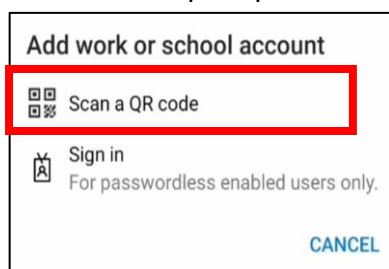 Add work or school account
Scan a QR code
Sign in
For passwordless enabled users only.
CANCEL